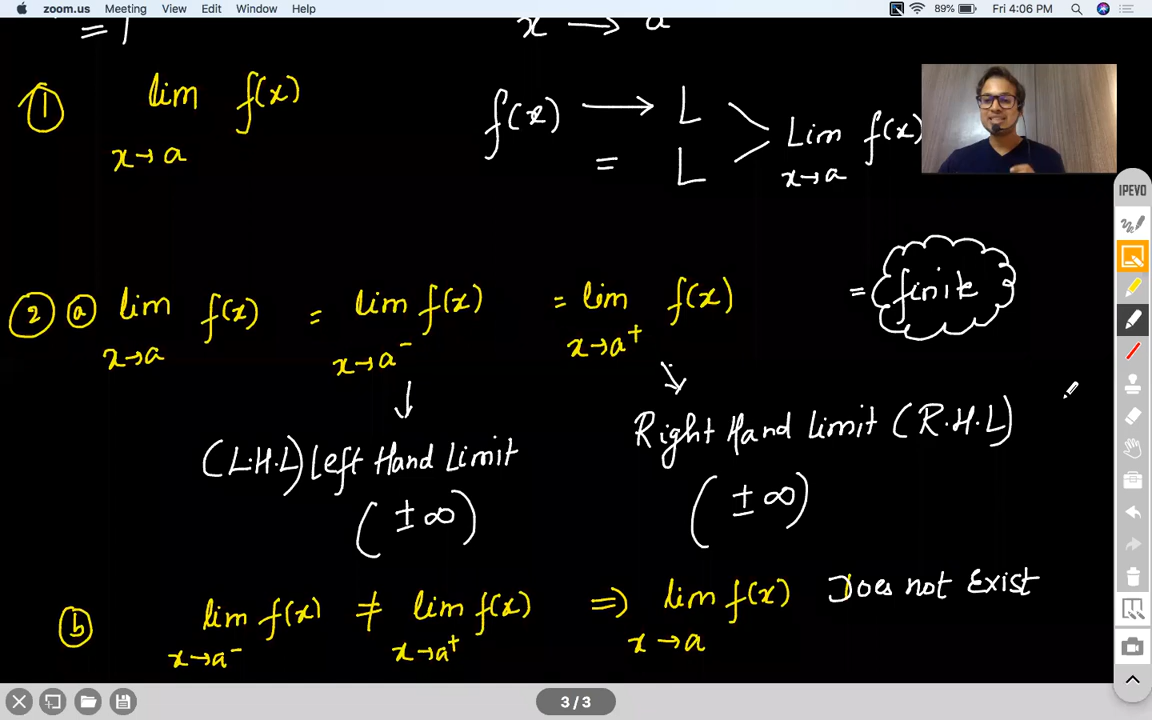 zoom.us Meeting View Edit Window Help 89% Fri 4:06 PM
= 1
x → a
① lim f(x)
x→a
f(x) → L
= L
Lim f(x)
x→a
IPEVO
② ⓐ lim f(x) = lim f(x) = lim f(x) = finite
x→a x→a⁻ x→a⁺
(L.H.L) Left Hand Limit
Right Hand Limit (R.H.L)
(± ∞)
(± ∞)
ⓑ lim f(x) ≠ lim f(x) ⇒ lim f(x) Does not Exist
x→a⁻ x→a⁺ x→a
3/3